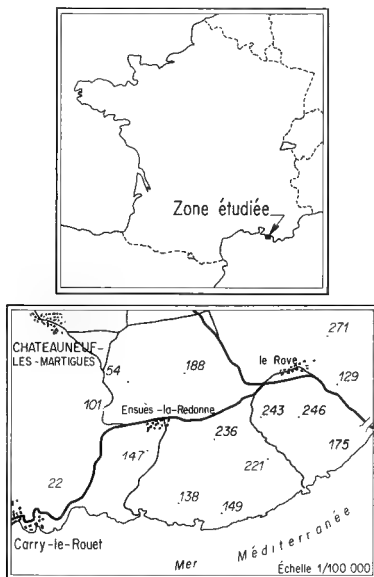 Zone étudiée
271
CHATEAUNEUF-
LES-MARTIGUES
le Rove
54
188
129
101
Ensuès-la-Redonne
243
246
236
147
175
22
221
138
149
Carry-le-Rouet
Mer Méditerranée
Échelle 1/100 000